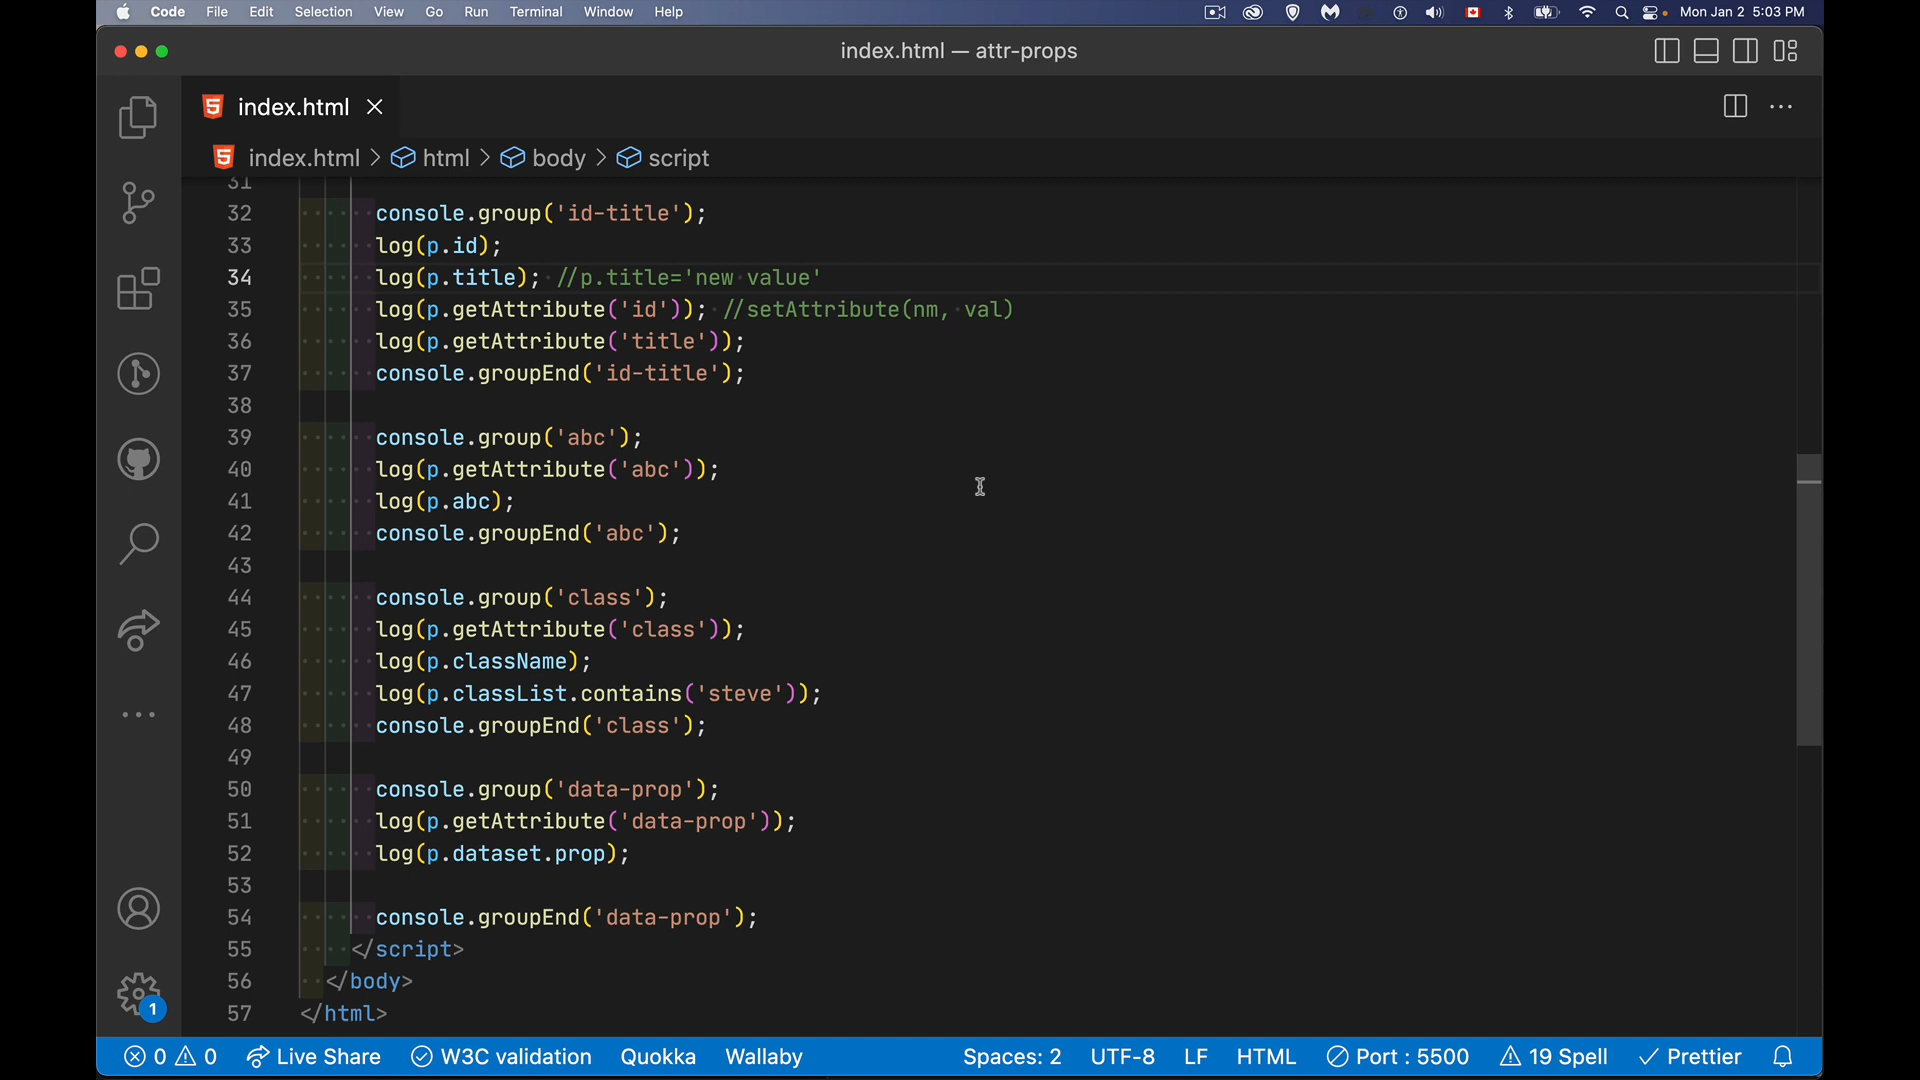 Code File Edit Selection View Go Run Terminal Window Help Mon Jan 2 5:03 PM
index.html — attr-props
index.html
index.html > html > body > script
31
32 console.group('id-title');
33 log(p.id);
34 log(p.title); //p.title='new value'
35 log(p.getAttribute('id')); //setAttribute(nm, val)
36 log(p.getAttribute('title'));
37 console.groupEnd('id-title');
38
39 console.group('abc');
40 log(p.getAttribute('abc'));
41 log(p.abc);
42 console.groupEnd('abc');
43
44 console.group('class');
45 log(p.getAttribute('class'));
46 log(p.className);
47 log(p.classList.contains('steve'));
48 console.groupEnd('class');
49
50 console.group('data-prop');
51 log(p.getAttribute('data-prop'));
52 log(p.dataset.prop);
53
54 console.groupEnd('data-prop');
55 </script>
56 </body>
57 </html>
1
0 0 Live Share W3C validation Quokka Wallaby Spaces: 2 UTF-8 LF HTML Port : 5500 19 Spell Prettier